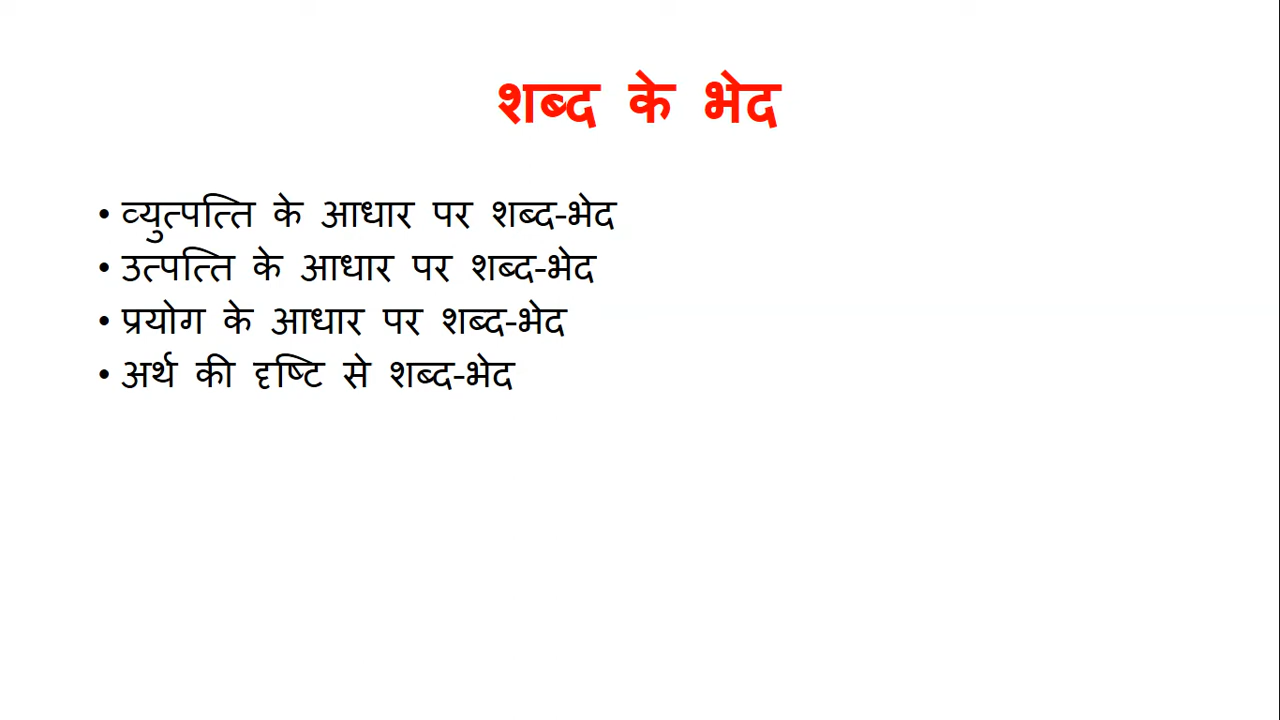 शब्द के भेद
• व्युत्पत्ति के आधार पर शब्द-भेद
• उत्पत्ति के आधार पर शब्द-भेद
• प्रयोग के आधार पर शब्द-भेद
• अर्थ की दृष्टि से शब्द-भेद